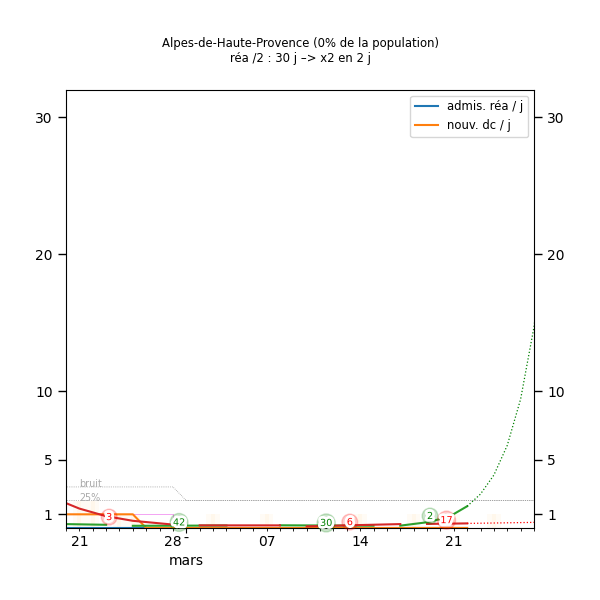 Alpes-de-Haute-Provence (0% de la population)
réa /2 : 30 j –> x2 en 2 j
admis. réa / j
nouv. dc / j
30 30
20 20
10 10
5 5
1 1
bruit
25%
3 42 30 6 2 -17
21 28 - 07 14 21
mars